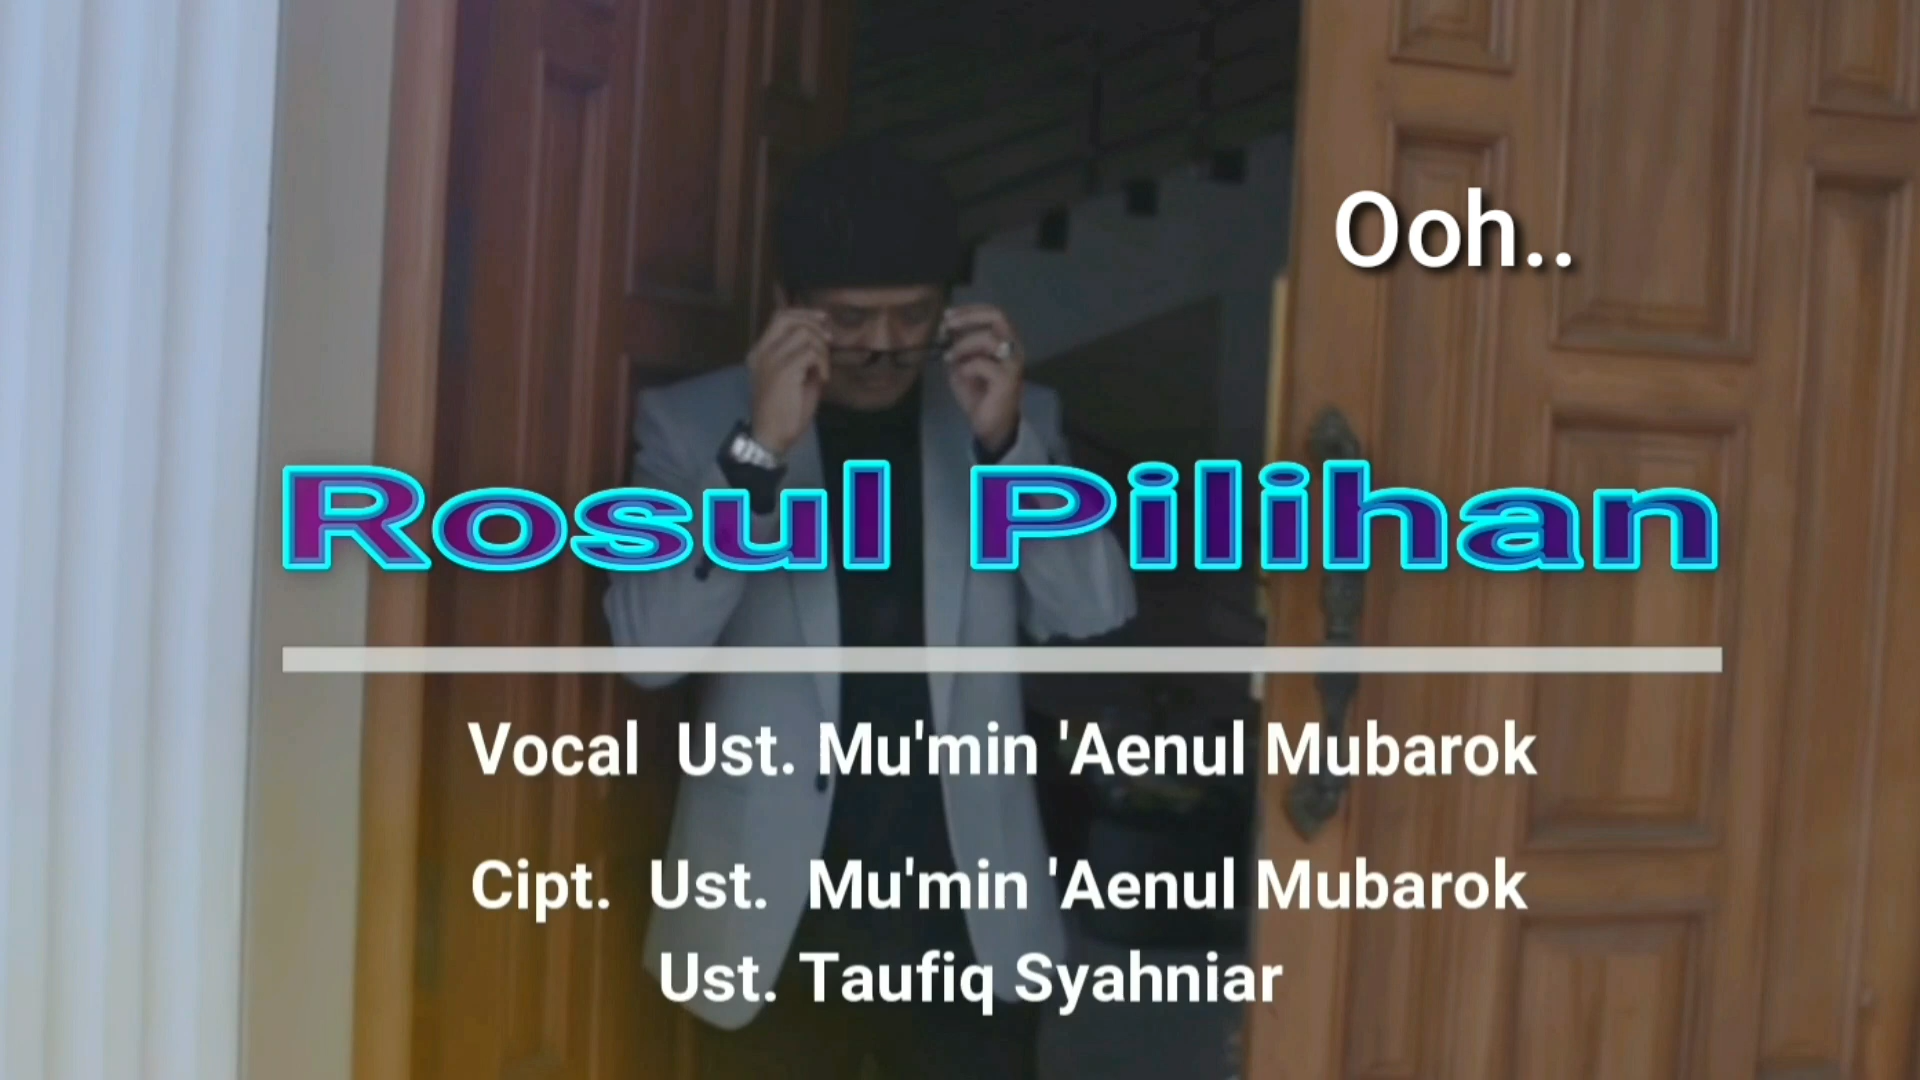 Ooh..
Rosul Pilihan
Vocal Ust. Mu'min 'Aenul Mubarok
Cipt. Ust. Mu'min 'Aenul Mubarok
Ust. Taufiq Syahniar